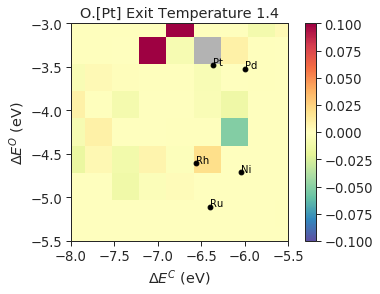 O.[Pt] Exit Temperature 1.4
−3.0
−3.5
−4.0
−4.5
−5.0
−5.5
ΔE^O (eV)
Pt
Pd
Rh
Ni
Ru
−8.0 −7.5 −7.0 −6.5 −6.0 −5.5
ΔE^C (eV)
0.100
0.075
0.050
0.025
0.000
−0.025
−0.050
−0.075
−0.100